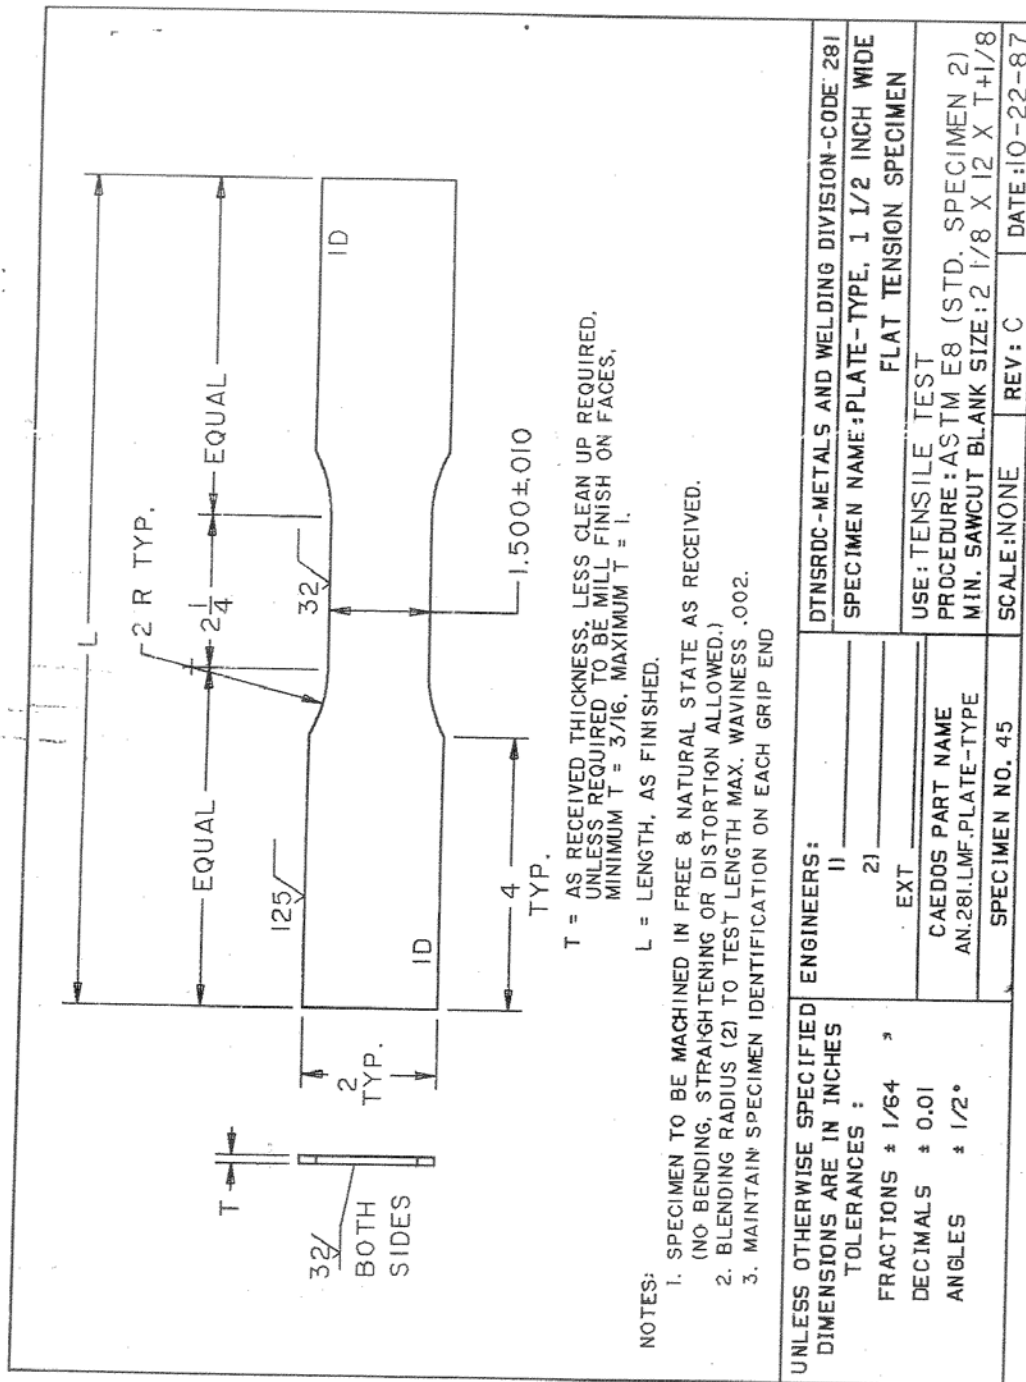 L
EQUAL
2 1/4
EQUAL
2 R TYP.
125
32
1D
1D
1.500±.010
4
TYP.
2
TYP.
T
32
BOTH
SIDES
T = AS RECEIVED THICKNESS, LESS CLEAN UP REQUIRED,
UNLESS REQUIRED TO BE MILL FINISH ON FACES,
MINIMUM T = 3/16, MAXIMUM T = 1.
L = LENGTH, AS FINISHED.
NOTES:
1. SPECIMEN TO BE MACHINED IN FREE & NATURAL STATE AS RECEIVED.
(NO BENDING, STRAIGHTENING OR DISTORTION ALLOWED.)
2. BLENDING RADIUS (2) TO TEST LENGTH MAX. WAVINESS .002.
3. MAINTAIN SPECIMEN IDENTIFICATION ON EACH GRIP END
UNLESS OTHERWISE SPECIFIED
DIMENSIONS ARE IN INCHES
TOLERANCES :
FRACTIONS ± 1/64 "
DECIMALS ± 0.01
ANGLES ± 1/2°
ENGINEERS:
1)
2)
EXT
CAEDOS PART NAME
AN.281.LMF.PLATE-TYPE
SPECIMEN NO. 45
DTNSRDC-METALS AND WELDING DIVISION-CODE 281
SPECIMEN NAME:PLATE-TYPE, 1 1/2 INCH WIDE
FLAT TENSION SPECIMEN
USE: TENSILE TEST
PROCEDURE: ASTM E8 (STD. SPECIMEN 2)
MIN. SAWCUT BLANK SIZE: 2 1/8 X 12 X T+1/8
SCALE:NONE
REV: C
DATE:10-22-87